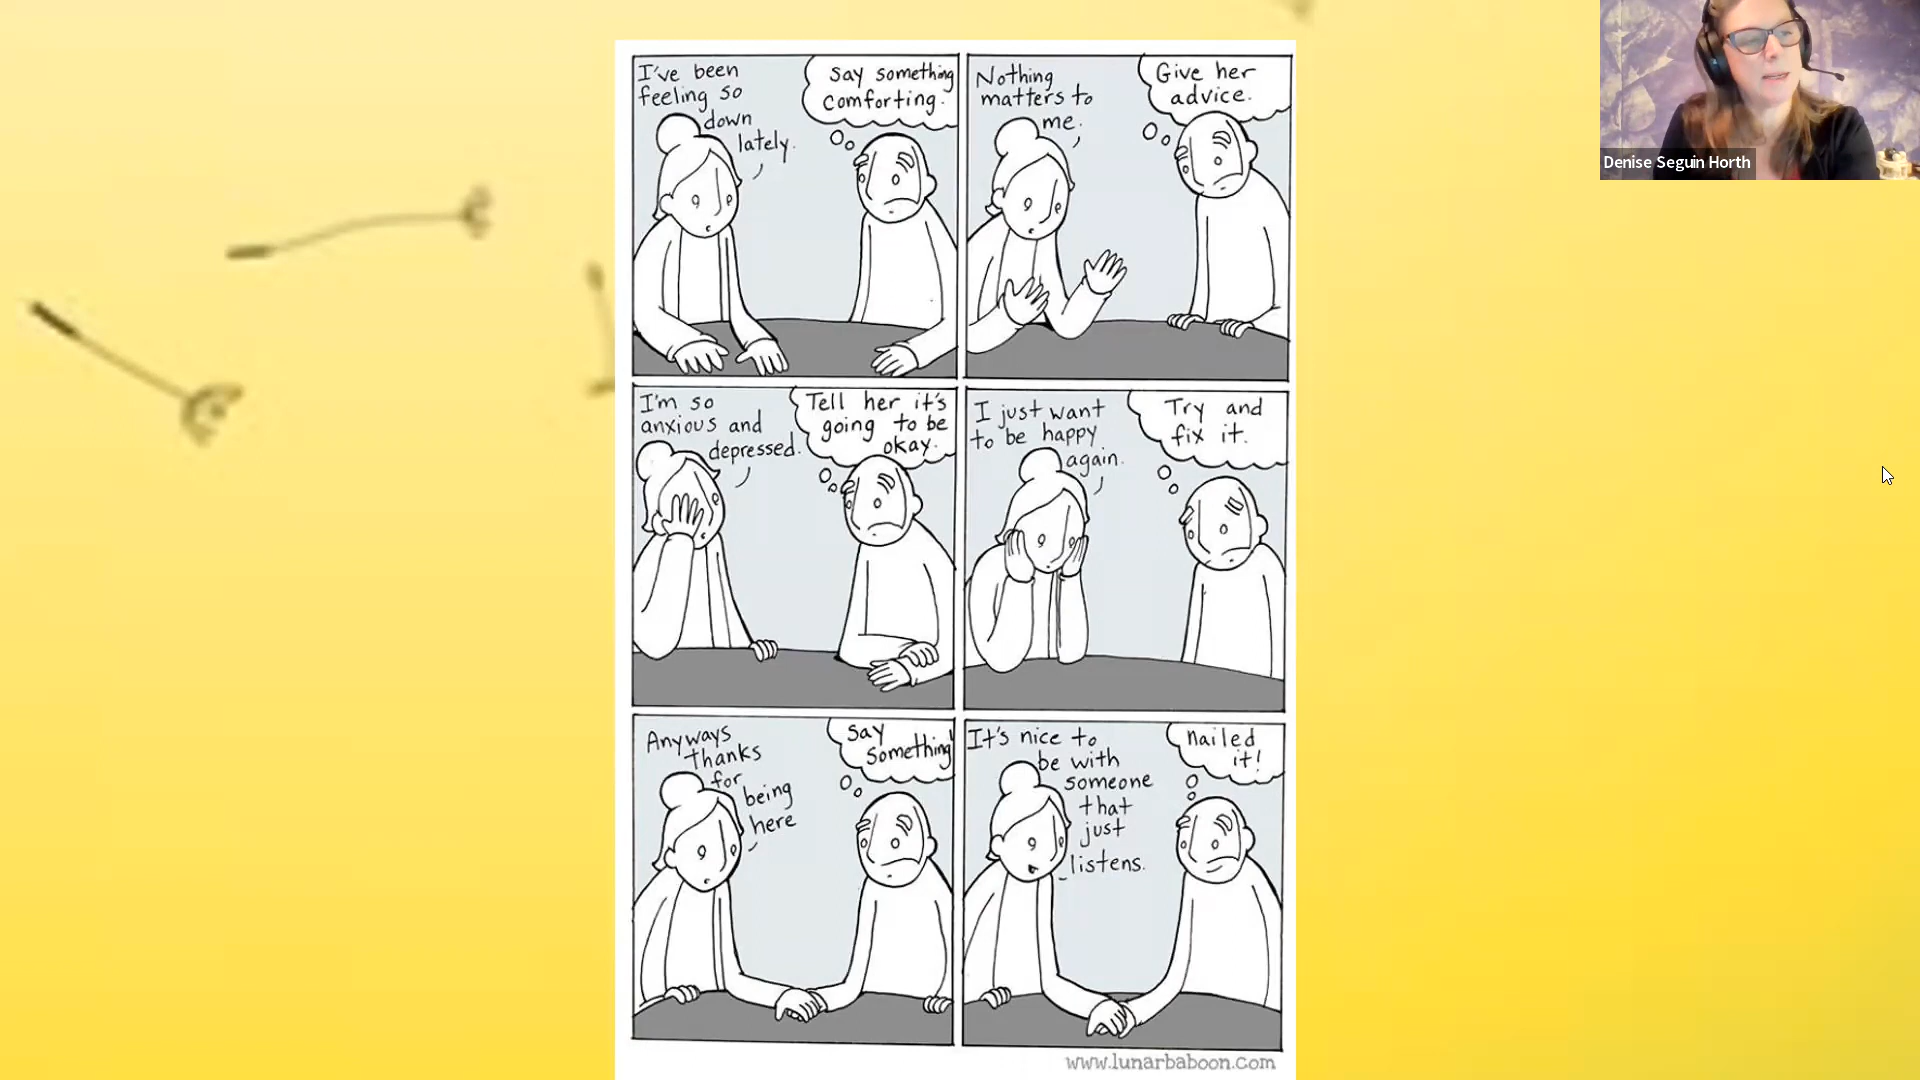 I've been
feeling so
down
lately.
Say something
comforting.
Nothing
matters to
me.
Give her
advice.
I'm so
anxious and
depressed.
Tell her it's
going to be
okay.
I just want
to be happy
again.
Try and
fix it.
Anyways
thanks
for
being
here
Say
Something!
It's nice to
be with
someone
that
just
listens.
nailed
it!
www.lunarbaboon.com
Denise Seguin Horth